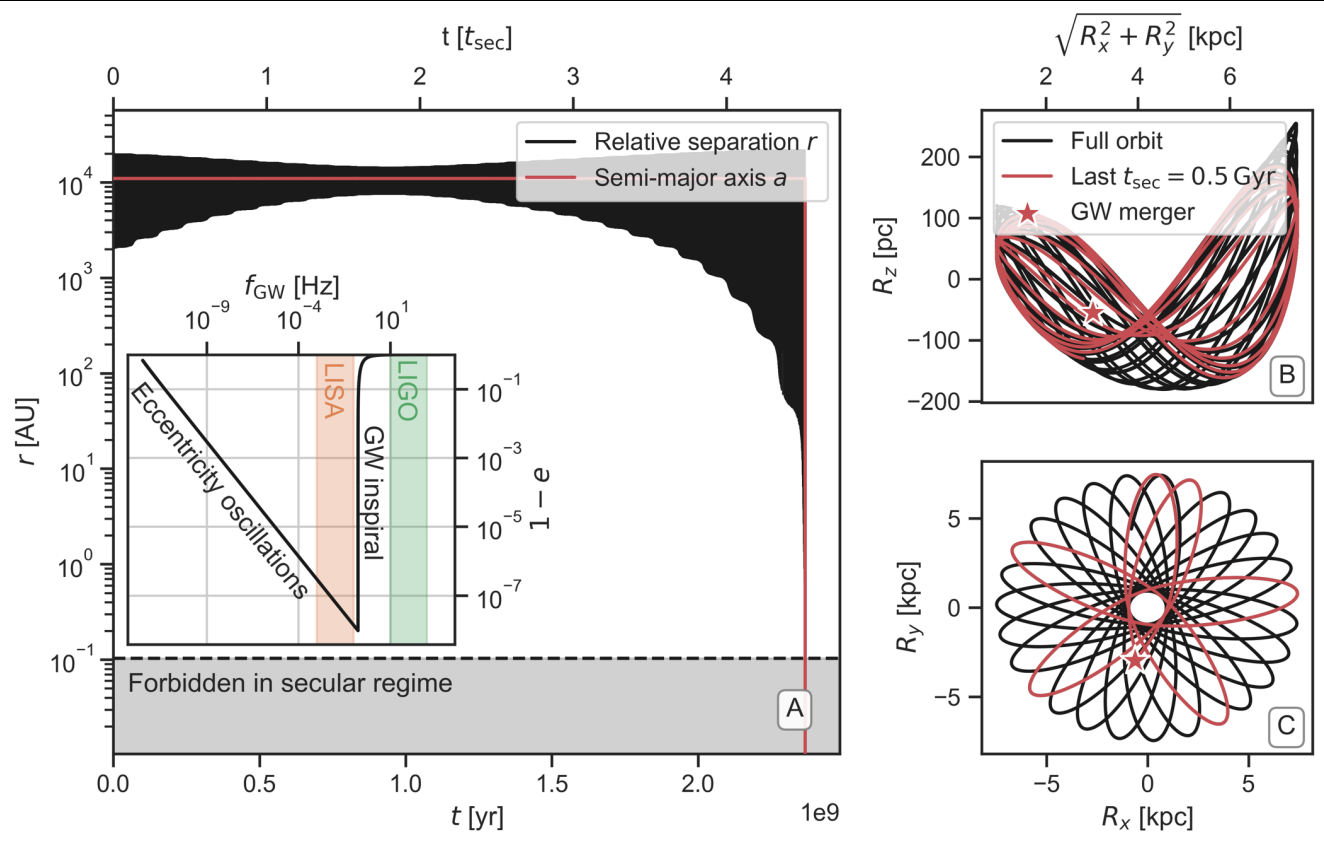 t [t_sec]
0 1 2 3 4
Relative separation r
Semi-major axis a
r [AU]
10^4
10^3
10^2
10^1
10^0
10^−1
f_GW [Hz]
10^−9 10^−4 10^1
Eccentricity oscillations
LISA
GW inspiral
LIGO
10^−1
10^−3
10^−5
10^−7
1 − e
Forbidden in secular regime
A
0.0 0.5 1.0 1.5 2.0
1e9
t [yr]
√R_x^2 + R_y^2 [kpc]
2 4 6
Full orbit
Last t_sec = 0.5 Gyr
GW merger
R_z [pc]
200
100
0
−100
−200
B
R_y [kpc]
5
0
−5
C
−5 0 5
R_x [kpc]